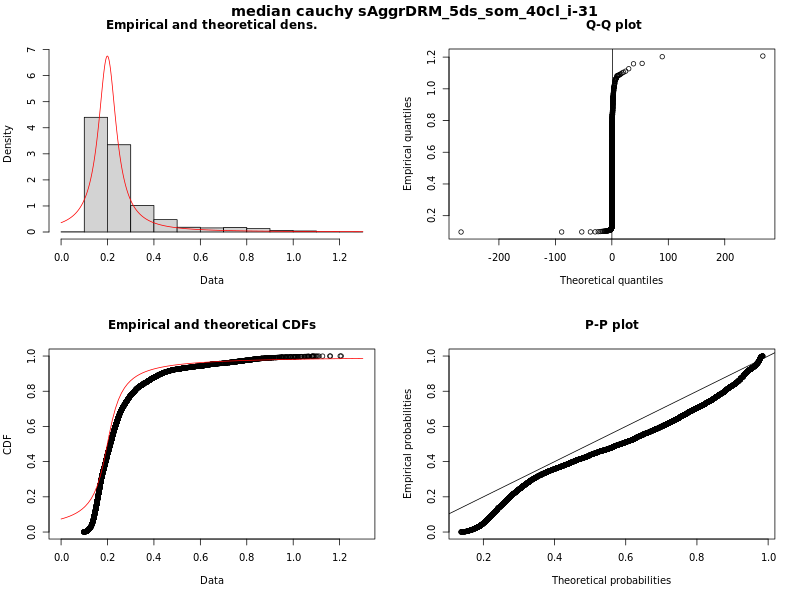 median cauchy sAggrDRM_5ds_som_40cl_i-31
Empirical and theoretical dens.
Density
0 1 2 3 4 5 6 7
0.0 0.2 0.4 0.6 0.8 1.0 1.2
Data
Q-Q plot
Empirical quantiles
0.2 0.4 0.6 0.8 1.0 1.2
-200 -100 0 100 200
Theoretical quantiles
Empirical and theoretical CDFs
CDF
0.0 0.2 0.4 0.6 0.8 1.0
0.0 0.2 0.4 0.6 0.8 1.0 1.2
Data
P-P plot
Empirical probabilities
0.0 0.2 0.4 0.6 0.8 1.0
0.2 0.4 0.6 0.8 1.0
Theoretical probabilities